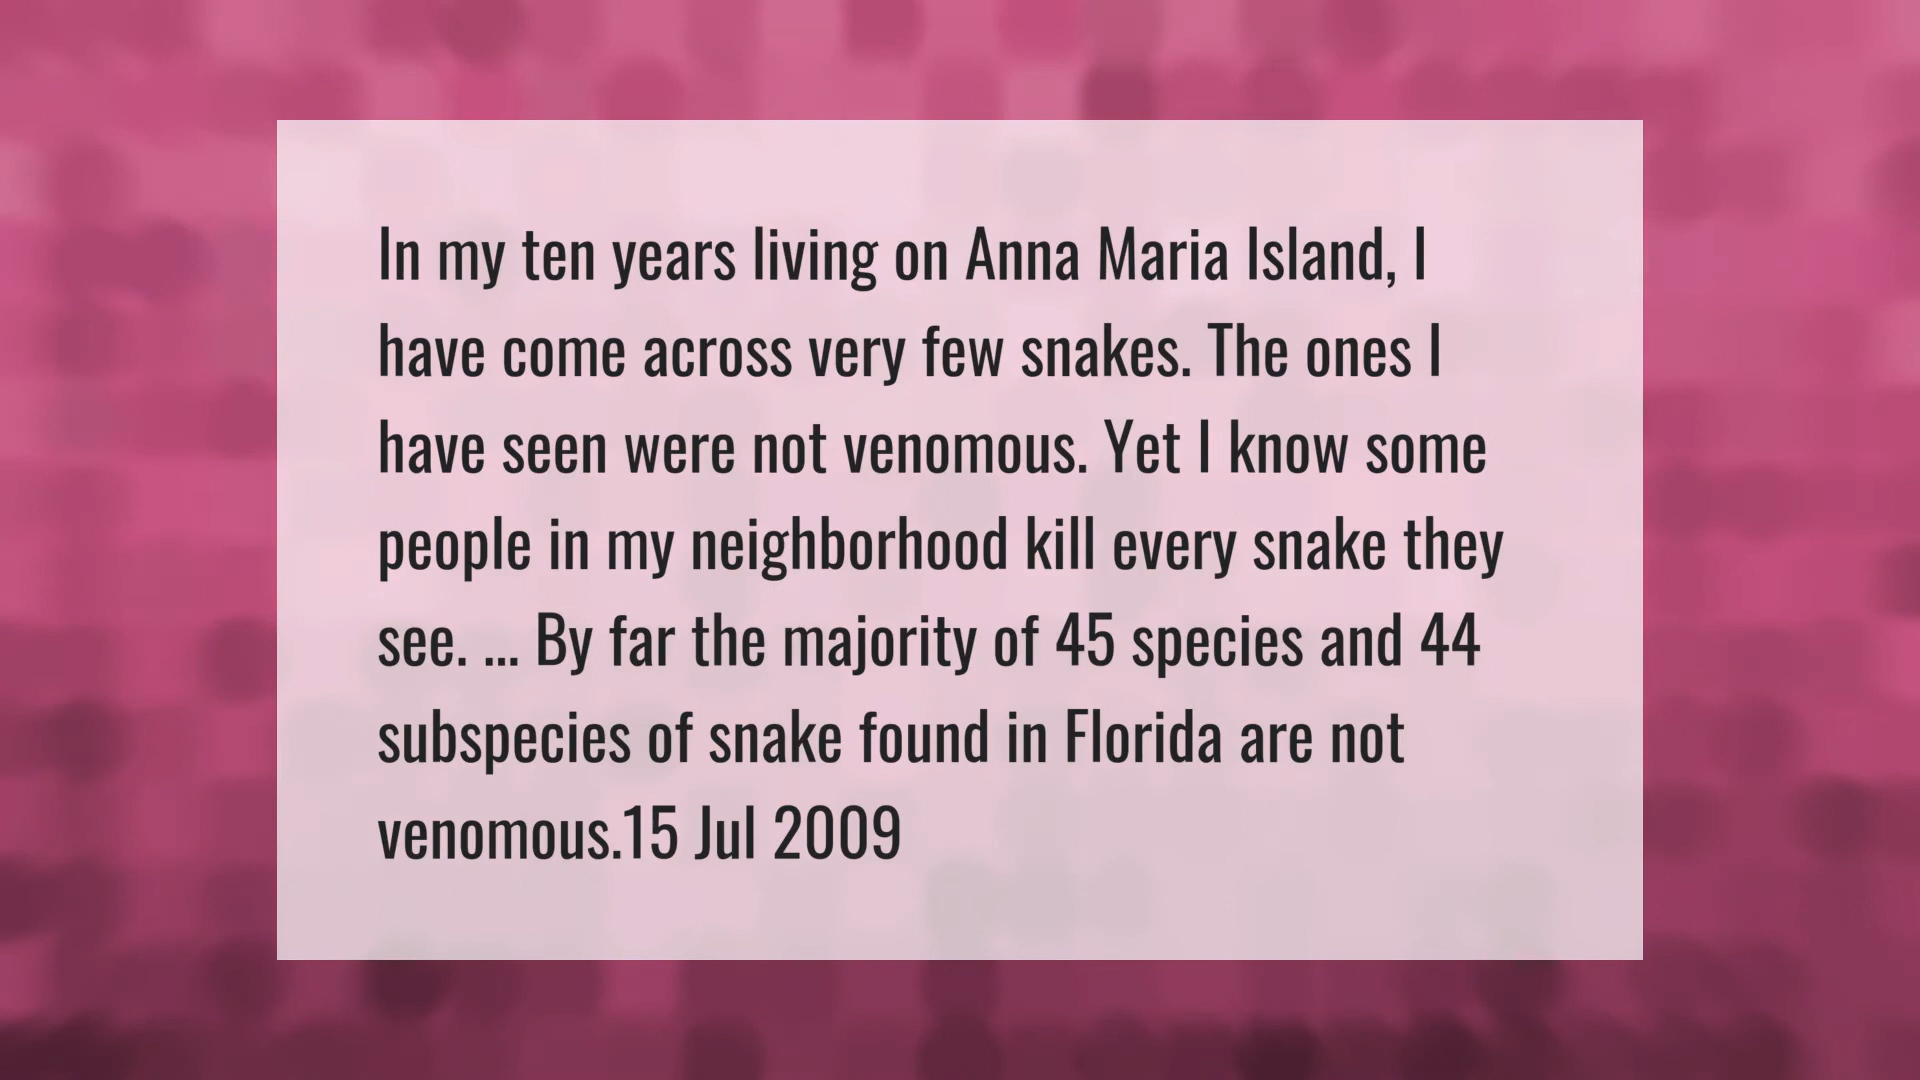 In my ten years living on Anna Maria Island, I
have come across very few snakes. The ones I
have seen were not venomous. Yet I know some
people in my neighborhood kill every snake they
see. ... By far the majority of 45 species and 44
subspecies of snake found in Florida are not
venomous.15 Jul 2009